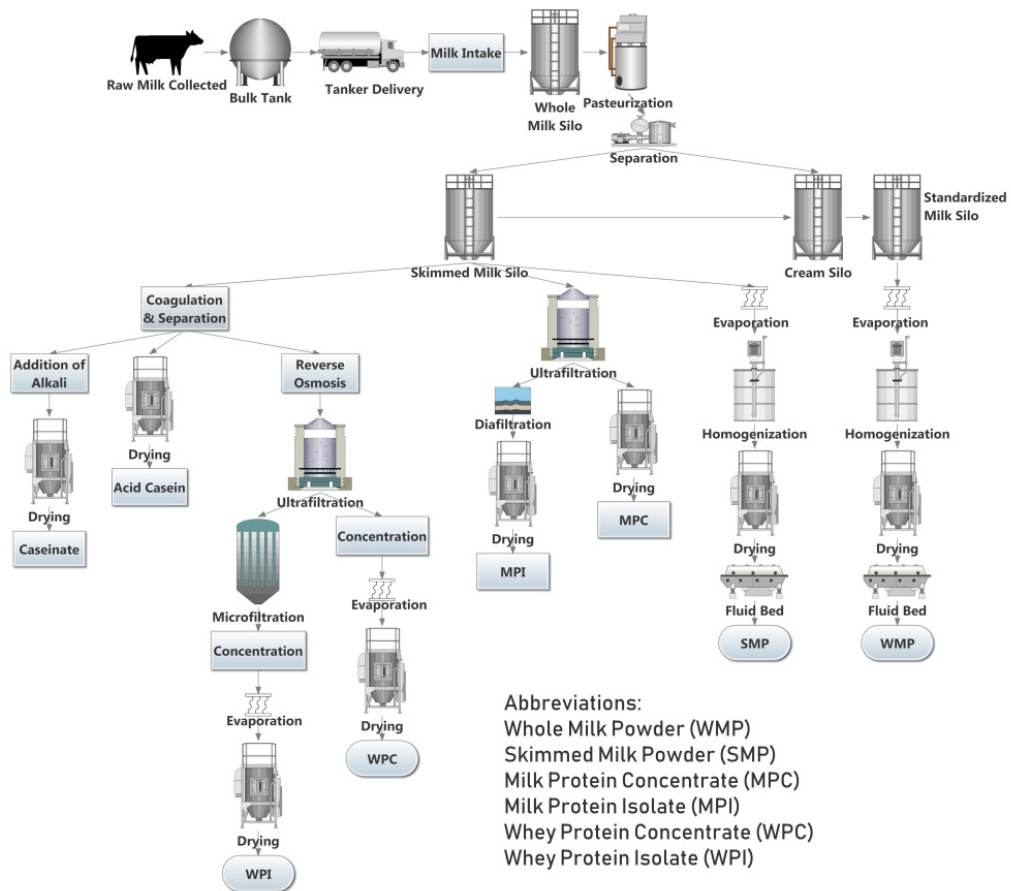 Raw Milk Collected
Bulk Tank
Tanker Delivery
Milk Intake
Whole
Milk Silo
Pasteurization
Separation
Skimmed Milk Silo
Cream Silo
Standardized
Milk Silo
Coagulation
& Separation
Addition of
Alkali
Drying
Caseinate
Drying
Acid Casein
Reverse
Osmosis
Ultrafiltration
Microfiltration
Concentration
Evaporation
Drying
WPI
Concentration
Evaporation
Drying
WPC
Ultrafiltration
Diafiltration
Drying
MPI
Drying
MPC
Evaporation
Homogenization
Drying
Fluid Bed
SMP
Evaporation
Homogenization
Drying
Fluid Bed
WMP
Abbreviations:
Whole Milk Powder (WMP)
Skimmed Milk Powder (SMP)
Milk Protein Concentrate (MPC)
Milk Protein Isolate (MPI)
Whey Protein Concentrate (WPC)
Whey Protein Isolate (WPI)